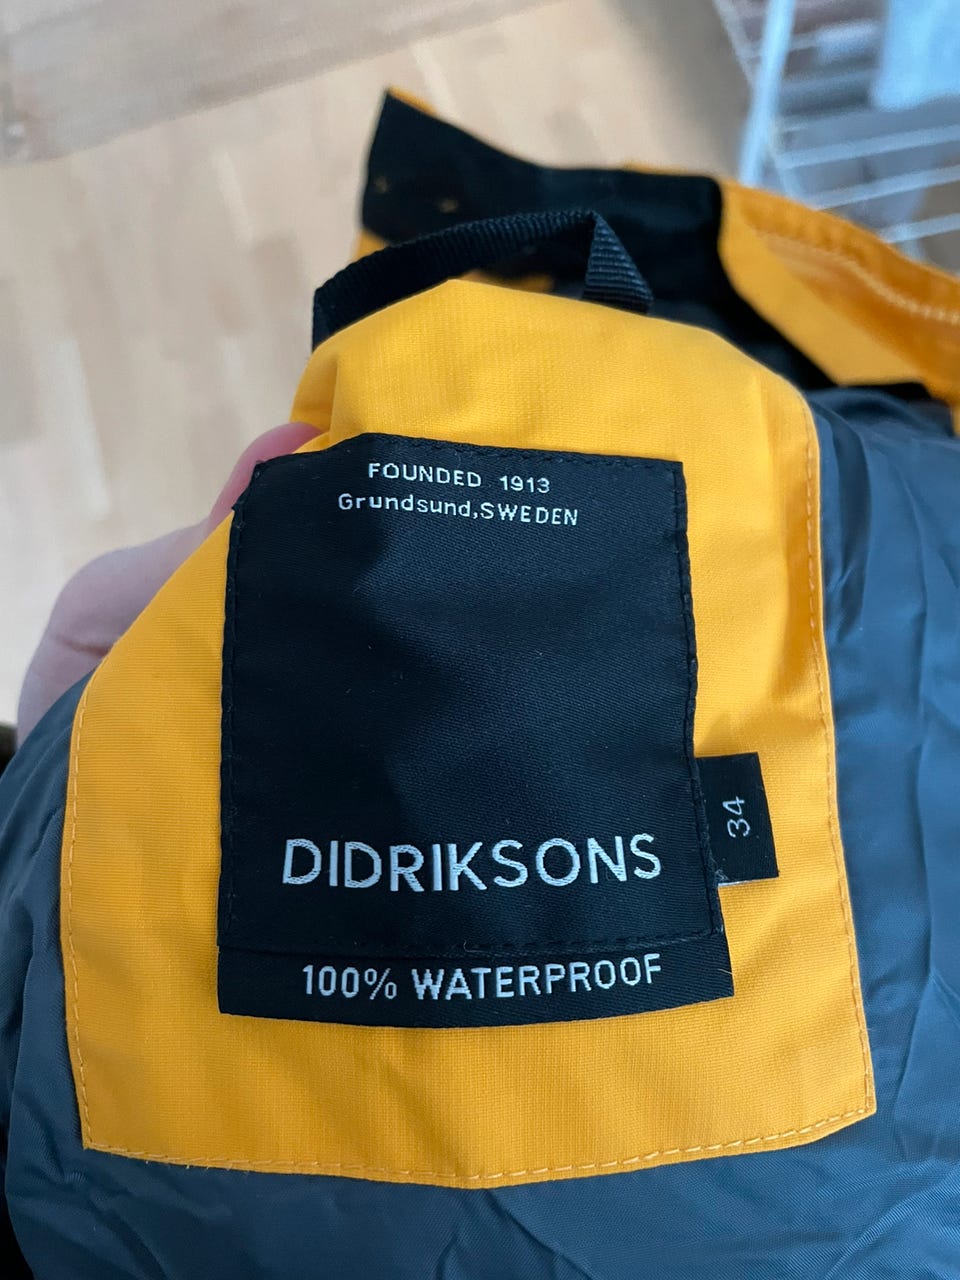 FOUNDED 1913
Grundsund,SWEDEN
DIDRIKSONS
34
100% WATERPROOF